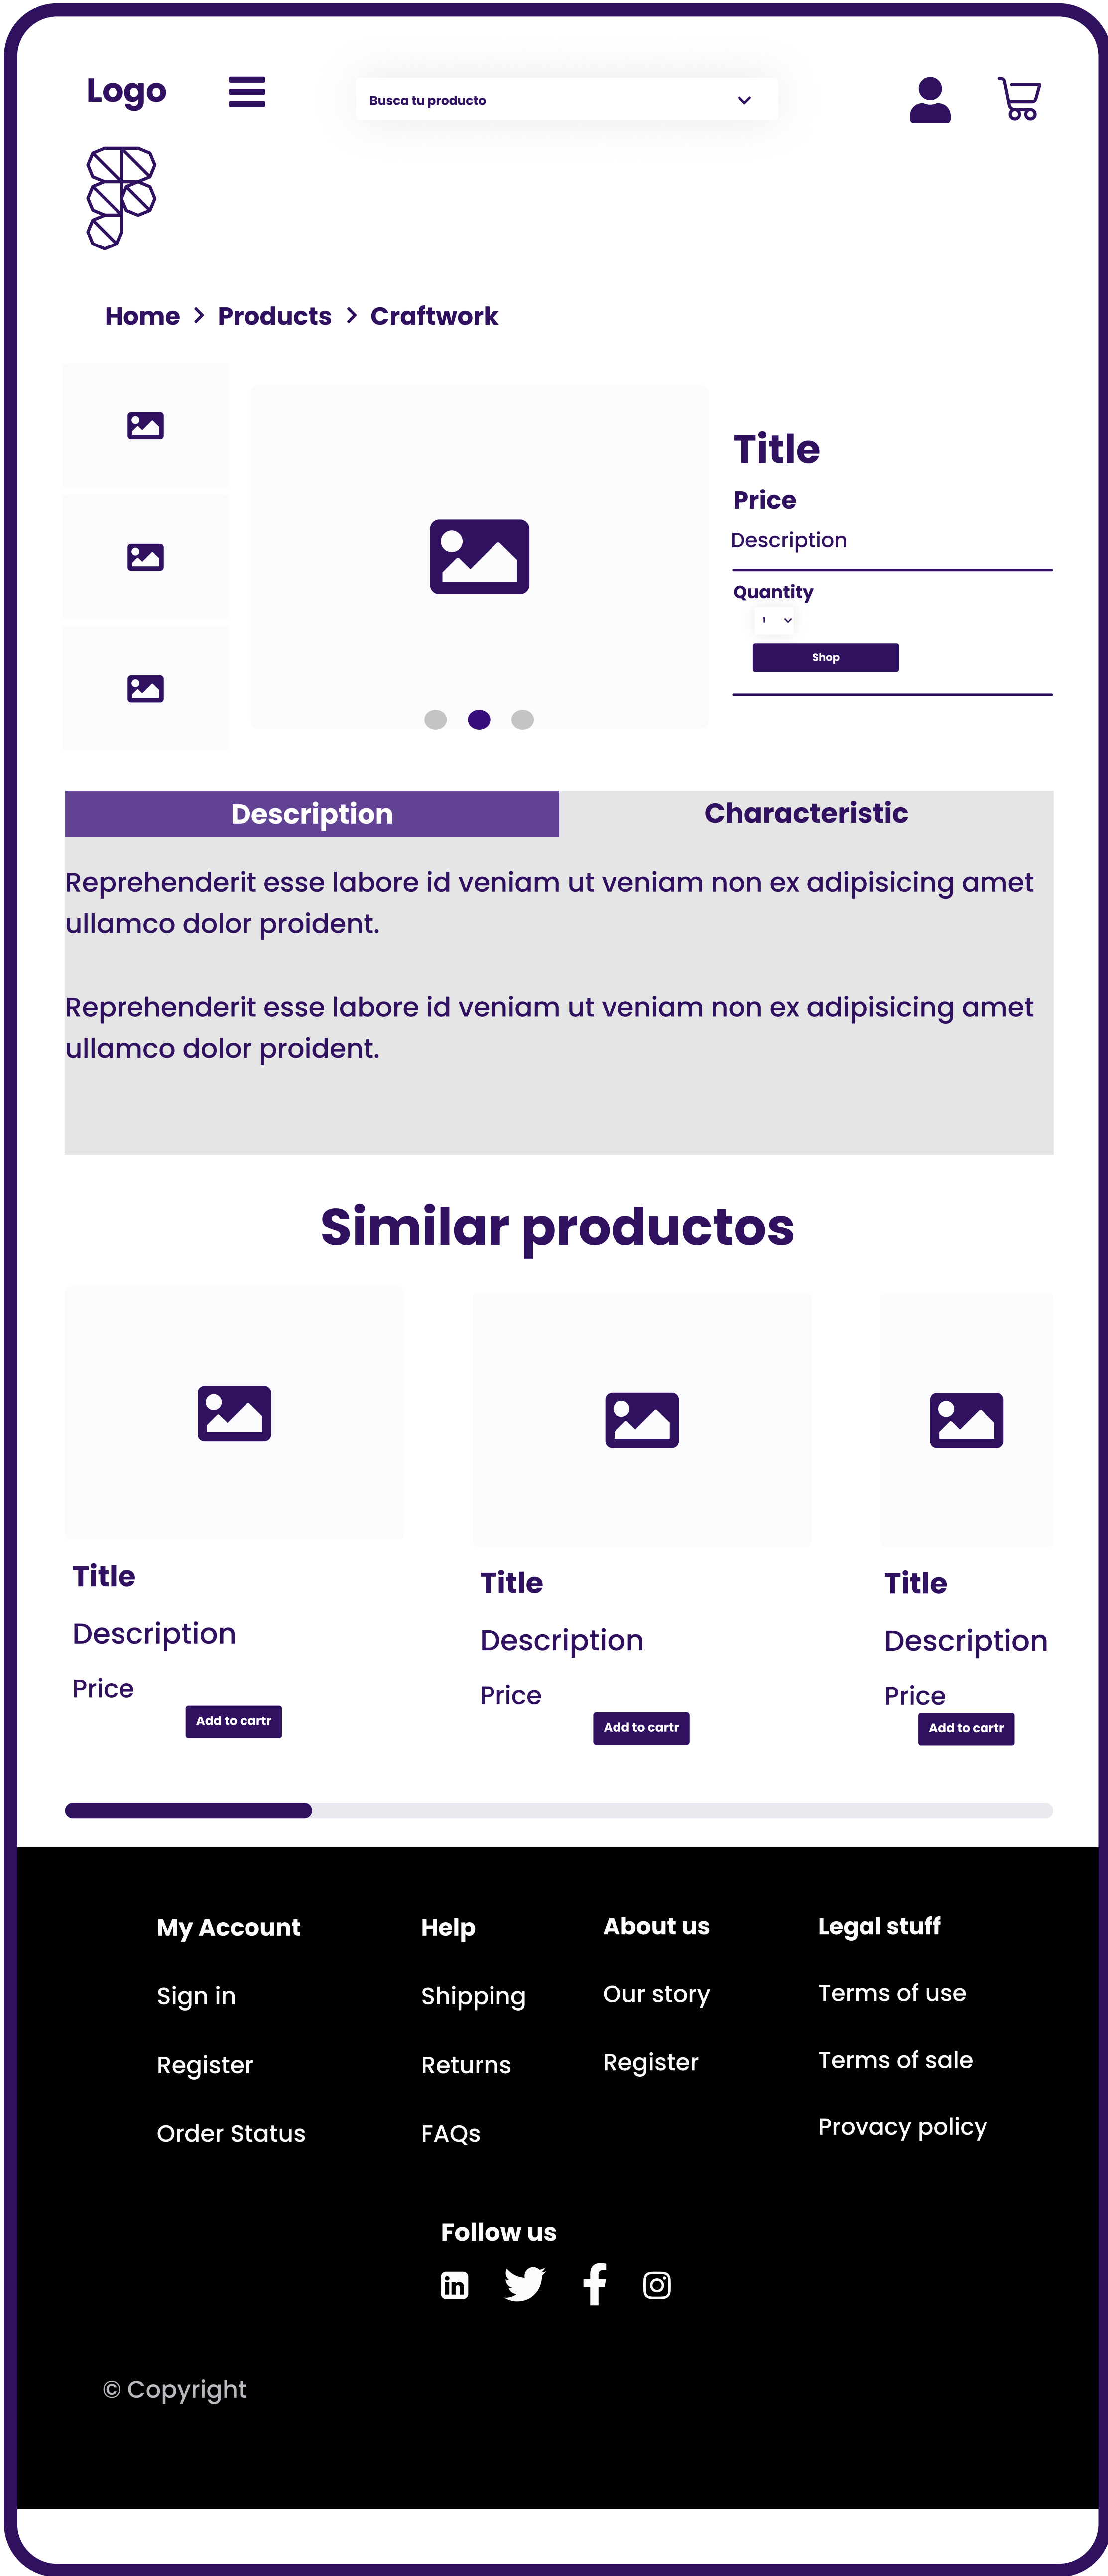 Logo
Busca tu producto
Home > Products > Craftwork
Title
Price
Description
Quantity
1
Shop
Description
Characteristic
Reprehenderit esse labore id veniam ut veniam non ex adipisicing amet
ullamco dolor proident.
Reprehenderit esse labore id veniam ut veniam non ex adipisicing amet
ullamco dolor proident.
Similar productos
Title
Description
Price
Add to cartr
Title
Description
Price
Add to cartr
Title
Description
Price
Add to cartr
My Account
Sign in
Register
Order Status
Help
Shipping
Returns
FAQs
About us
Our story
Register
Legal stuff
Terms of use
Terms of sale
Provacy policy
Follow us
© Copyright